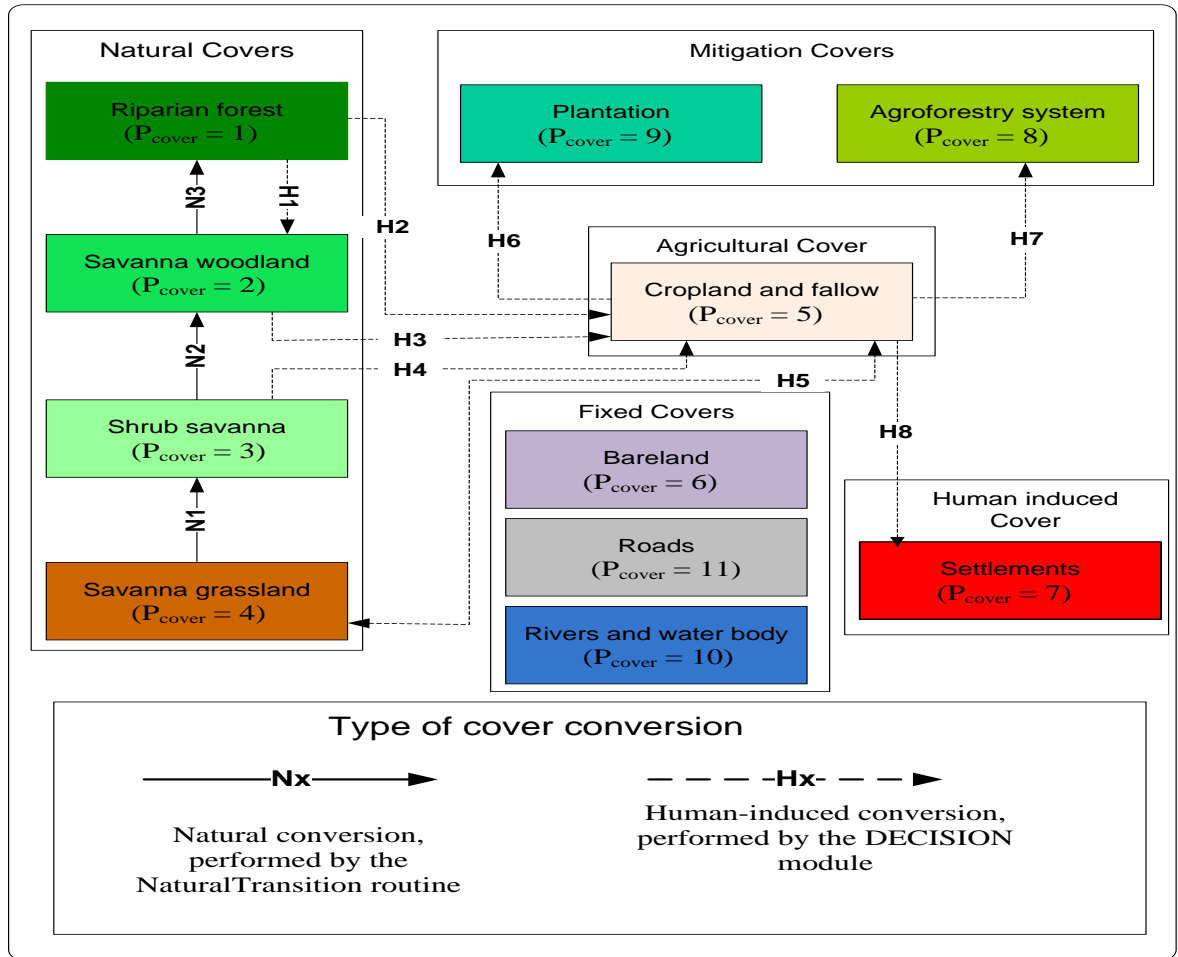 Natural Covers
Riparian forest
(Pcover = 1)
N3
H1
Savanna woodland
(Pcover = 2)
N2
Shrub savanna
(Pcover = 3)
N1
Savanna grassland
(Pcover = 4)
H2
H3
H4
H5
Mitigation Covers
Plantation
(Pcover = 9)
Agroforestry system
(Pcover = 8)
H6
H7
Agricultural Cover
Cropland and fallow
(Pcover = 5)
H8
Fixed Covers
Bareland
(Pcover = 6)
Roads
(Pcover = 11)
Rivers and water body
(Pcover = 10)
Human induced
Cover
Settlements
(Pcover = 7)
Type of cover conversion
Nx
Natural conversion,
performed by the
NaturalTransition routine
Hx
Human-induced conversion,
performed by the DECISION
module